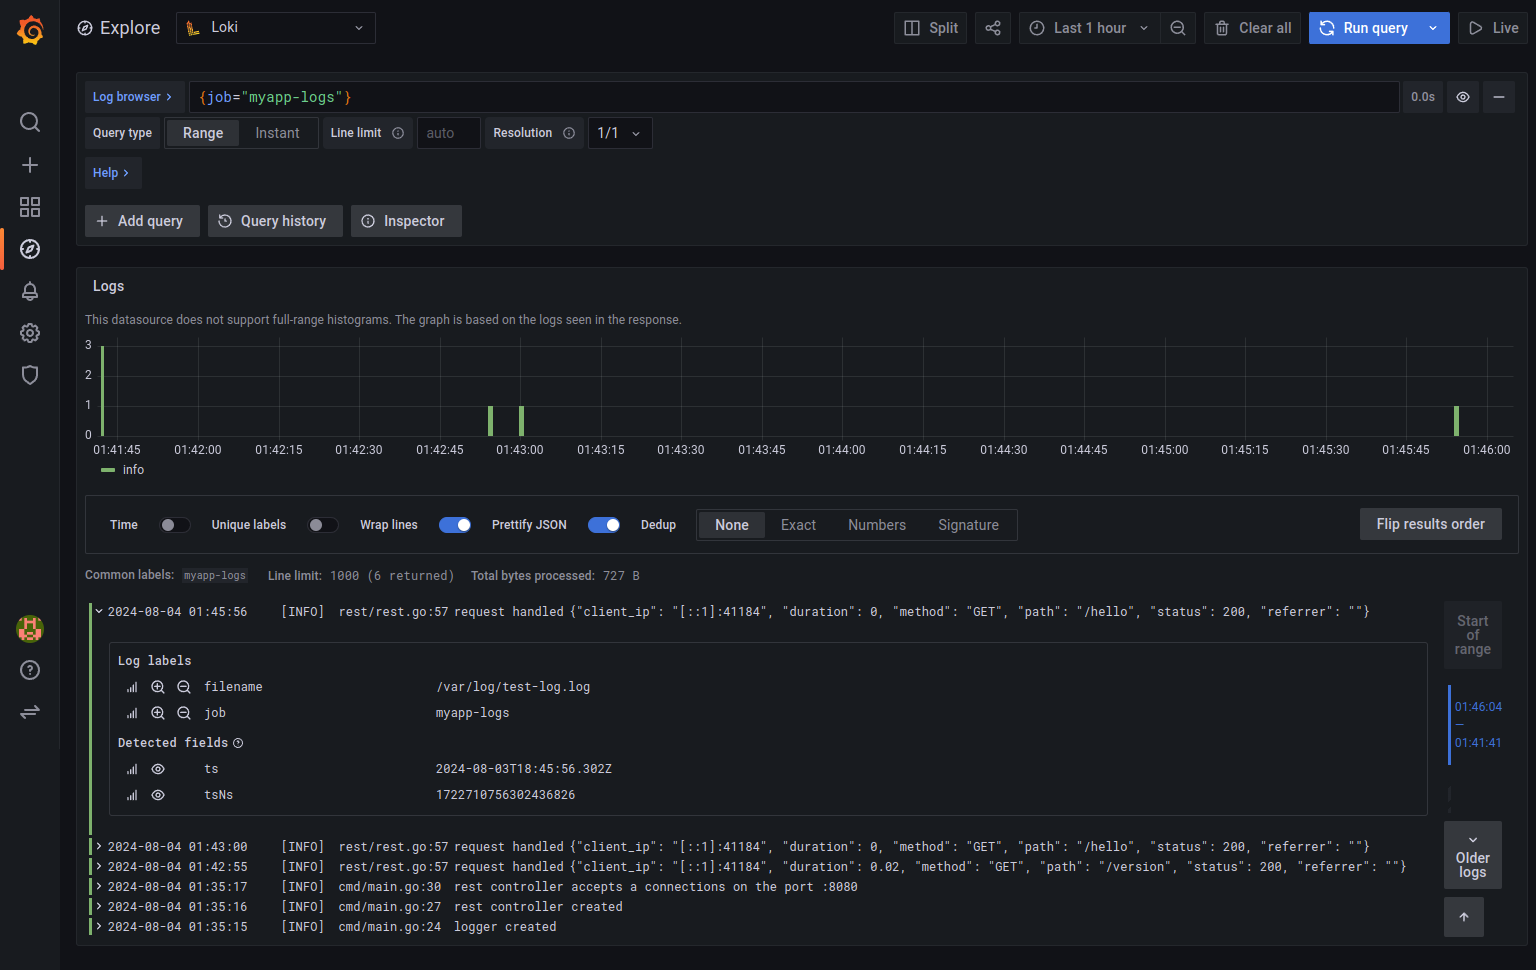 Explore Loki Split Last 1 hour Clear all Run query Live
Log browser > {job="myapp-logs"} 0.0s
Query type Range Instant Line limit auto Resolution 1/1
Help >
+ Add query Query history Inspector
Logs
This datasource does not support full-range histograms. The graph is based on the logs seen in the response.
3
2
1
0
01:41:45 01:42:00 01:42:15 01:42:30 01:42:45 01:43:00 01:43:15 01:43:30 01:43:45 01:44:00 01:44:15 01:44:30 01:44:45 01:45:00 01:45:15 01:45:30 01:45:45 01:46:00
info
Time Unique labels Wrap lines Prettify JSON Dedup None Exact Numbers Signature Flip results order
Common labels: myapp-logs Line limit: 1000 (6 returned) Total bytes processed: 727 B
2024-08-04 01:45:56 [INFO] rest/rest.go:57 request handled {"client_ip": "[::1]:41184", "duration": 0, "method": "GET", "path": "/hello", "status": 200, "referrer": ""}
Log labels
filename /var/log/test-log.log
job myapp-logs
Detected fields
ts 2024-08-03T18:45:56.302Z
tsNs 1722710756302436826
2024-08-04 01:43:00 [INFO] rest/rest.go:57 request handled {"client_ip": "[::1]:41184", "duration": 0, "method": "GET", "path": "/hello", "status": 200, "referrer": ""}
2024-08-04 01:42:55 [INFO] rest/rest.go:57 request handled {"client_ip": "[::1]:41184", "duration": 0.02, "method": "GET", "path": "/version", "status": 200, "referrer": ""}
2024-08-04 01:35:17 [INFO] cmd/main.go:30 rest controller accepts a connections on the port :8080
2024-08-04 01:35:16 [INFO] cmd/main.go:27 rest controller created
2024-08-04 01:35:15 [INFO] cmd/main.go:24 logger created
Start
of
range
01:46:04
—
01:41:41
Older
logs